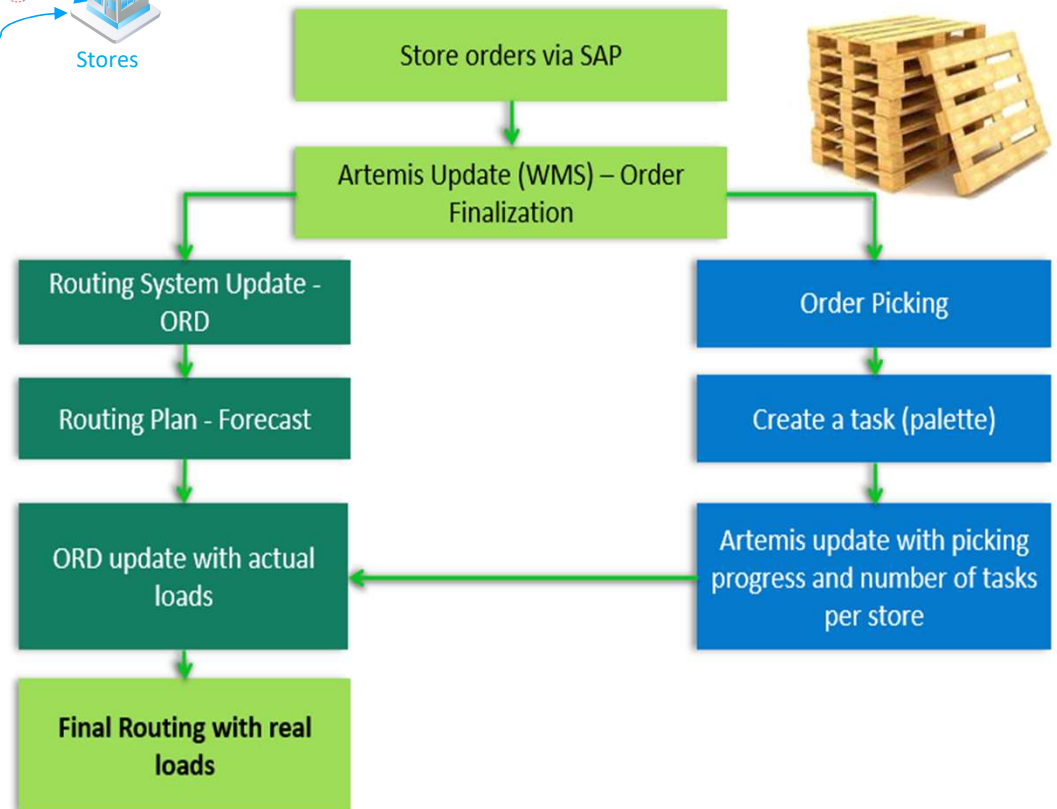 Stores
Store orders via SAP
Artemis Update (WMS) – Order
Finalization
Routing System Update -
ORD
Order Picking
Routing Plan - Forecast
Create a task (palette)
ORD update with actual
loads
Artemis update with picking
progress and number of tasks
per store
Final Routing with real
loads